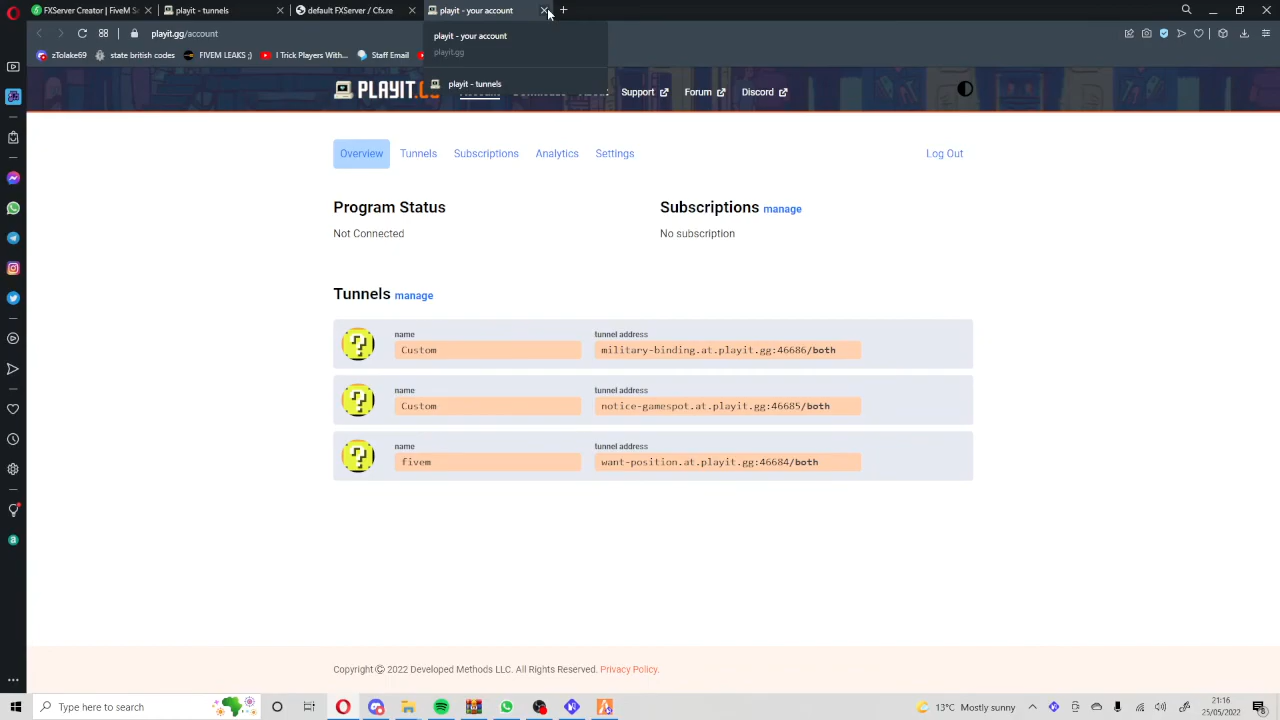 FXServer Creator | FiveM S
playit - tunnels
default FXServer
playit - your account
playit.gg/account
zTolake69
state british codes
FIVEM LEAKS ;)
I Trick Players With
Staff Email
playit - your account
playit.gg
playit - tunnels
PLAYIT.
Support
Forum
Discord
Overview
Tunnels
Subscriptions
Analytics
Settings
Log Out
Program Status
Subscriptions manage
Not Connected
No subscription
Tunnels manage
name
tunnel address
Custom
military-binding.at.playit.gg:46686/both
name
tunnel address
Custom
notice-gamespot.at.playit.gg:46685/both
name
tunnel address
fivem
want-position.at.playit.gg:46684/both
Copyright © 2022 Developed Methods LLC. All Rights Reserved. Privacy Policy.
Type here to search
13°C Mostly sunny
21:16
25/05/2022